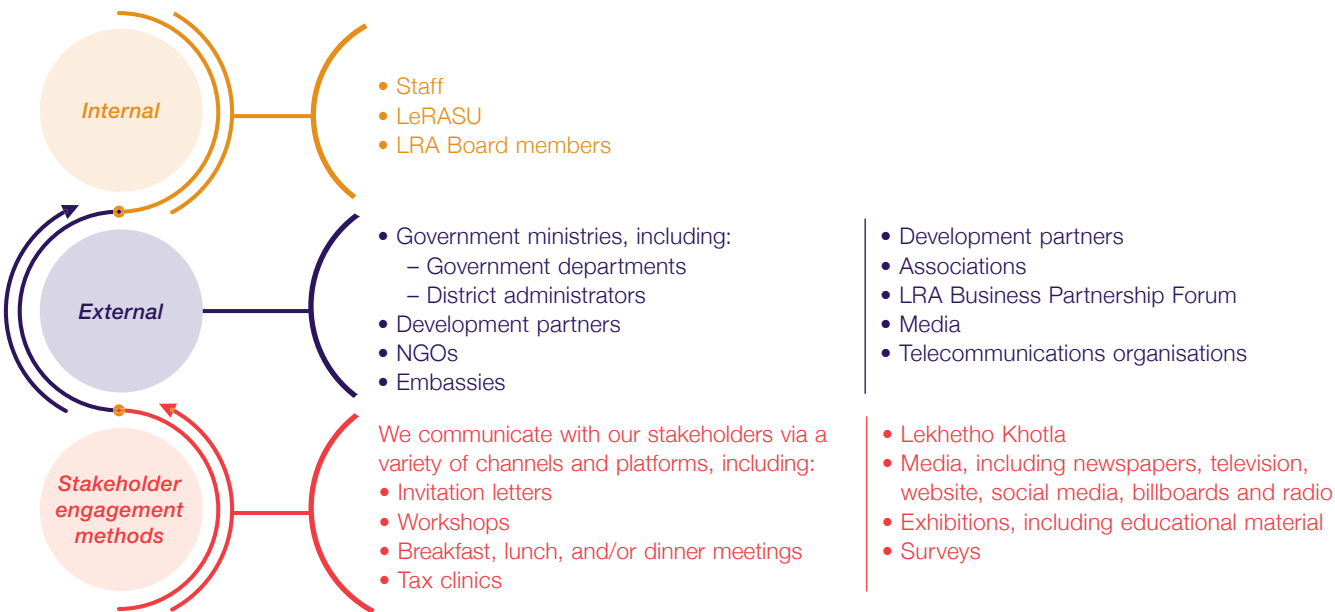 Internal
• Staff
• LeRASU
• LRA Board members
External
• Government ministries, including:
– Government departments
– District administrators
• Development partners
• NGOs
• Embassies
• Development partners
• Associations
• LRA Business Partnership Forum
• Media
• Telecommunications organisations
Stakeholder
engagement
methods
We communicate with our stakeholders via a
variety of channels and platforms, including:
• Invitation letters
• Workshops
• Breakfast, lunch, and/or dinner meetings
• Tax clinics
• Lekhetho Khotla
• Media, including newspapers, television,
website, social media, billboards and radio
• Exhibitions, including educational material
• Surveys